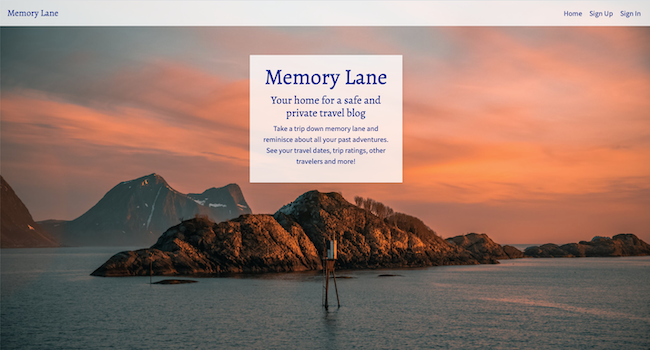 Memory Lane
Home Sign Up Sign In
Memory Lane
Your home for a safe and
private travel blog
Take a trip down memory lane and
reminisce about all your past adventures.
See your travel dates, trip ratings, other
travelers and more!